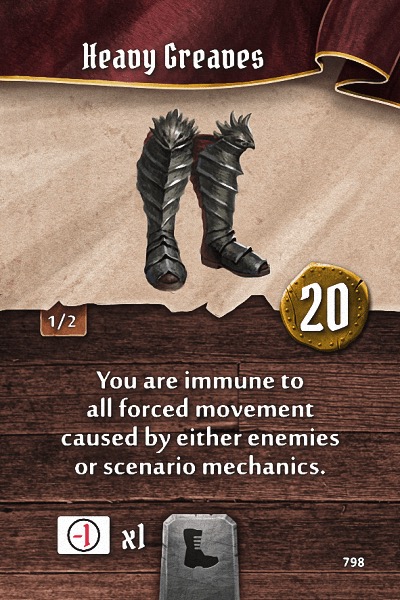 Heavy Greaves
1/2
20
You are immune to
all forced movement
caused by either enemies
or scenario mechanics.
-1 x1
798